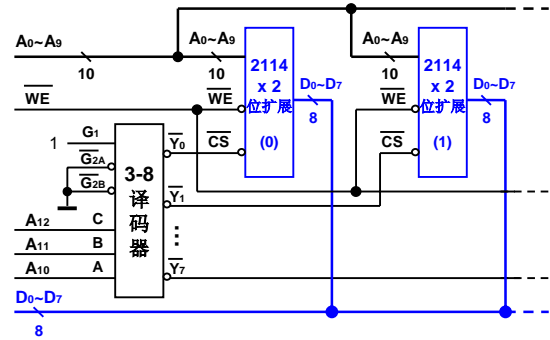 A0~A9
10
A0~A9
10
2114
x 2
位扩展
(0)
D0~D7
8
A0~A9
10
2114
x 2
位扩展
(1)
D0~D7
8
WE
WE
WE
1
G1
G2A
G2B
3-8
译
码
器
Y0
CS
CS
Y1
⋮
Y7
A12
C
A11
B
A10
A
D0~D7
8